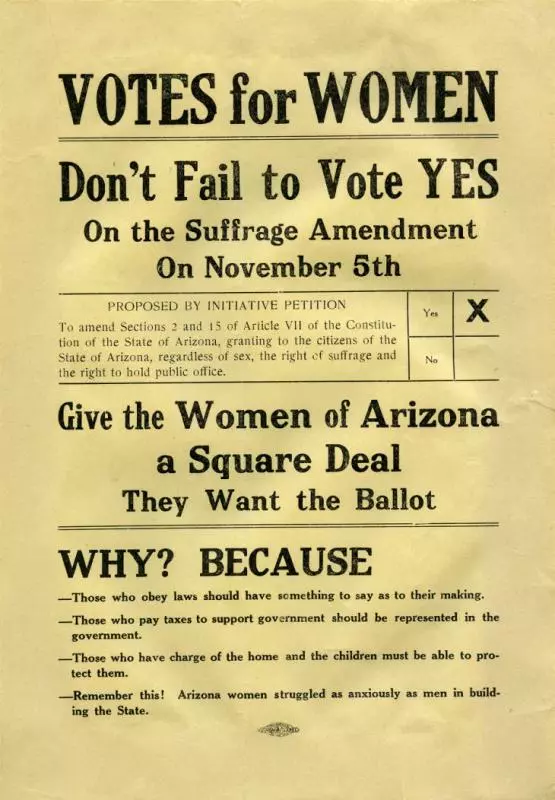 VOTES for WOMEN
Don't Fail to Vote YES
On the Suffrage Amendment
On November 5th
PROPOSED BY INITIATIVE PETITION
To amend Sections 2 and 15 of Article VII of the Constitu-
tion of the State of Arizona, granting to the citizens of the
State of Arizona, regardless of sex, the right of suffrage and
the right to hold public office.
Yes X
No
Give the Women of Arizona
a Square Deal
They Want the Ballot
WHY? BECAUSE
—Those who obey laws should have something to say as to their making.
—Those who pay taxes to support government should be represented in the
government.
—Those who have charge of the home and the children must be able to pro-
tect them.
—Remember this! Arizona women struggled as anxiously as men in build-
ing the State.